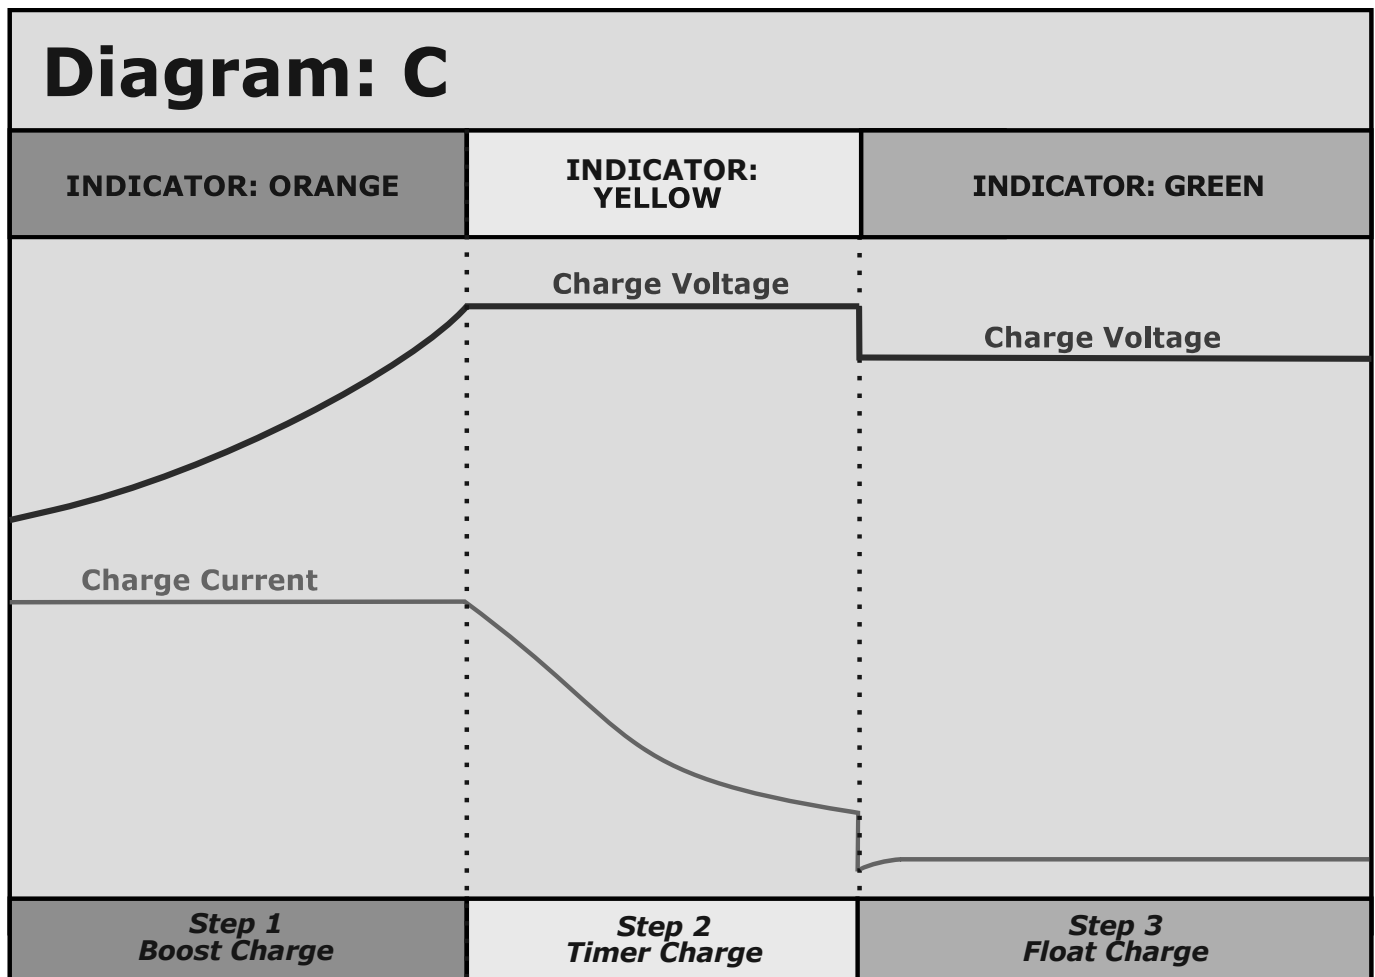 Diagram: C
INDICATOR: ORANGE
INDICATOR:
YELLOW
INDICATOR: GREEN
Charge Voltage
Charge Voltage
Charge Current
Step 1
Boost Charge
Step 2
Timer Charge
Step 3
Float Charge